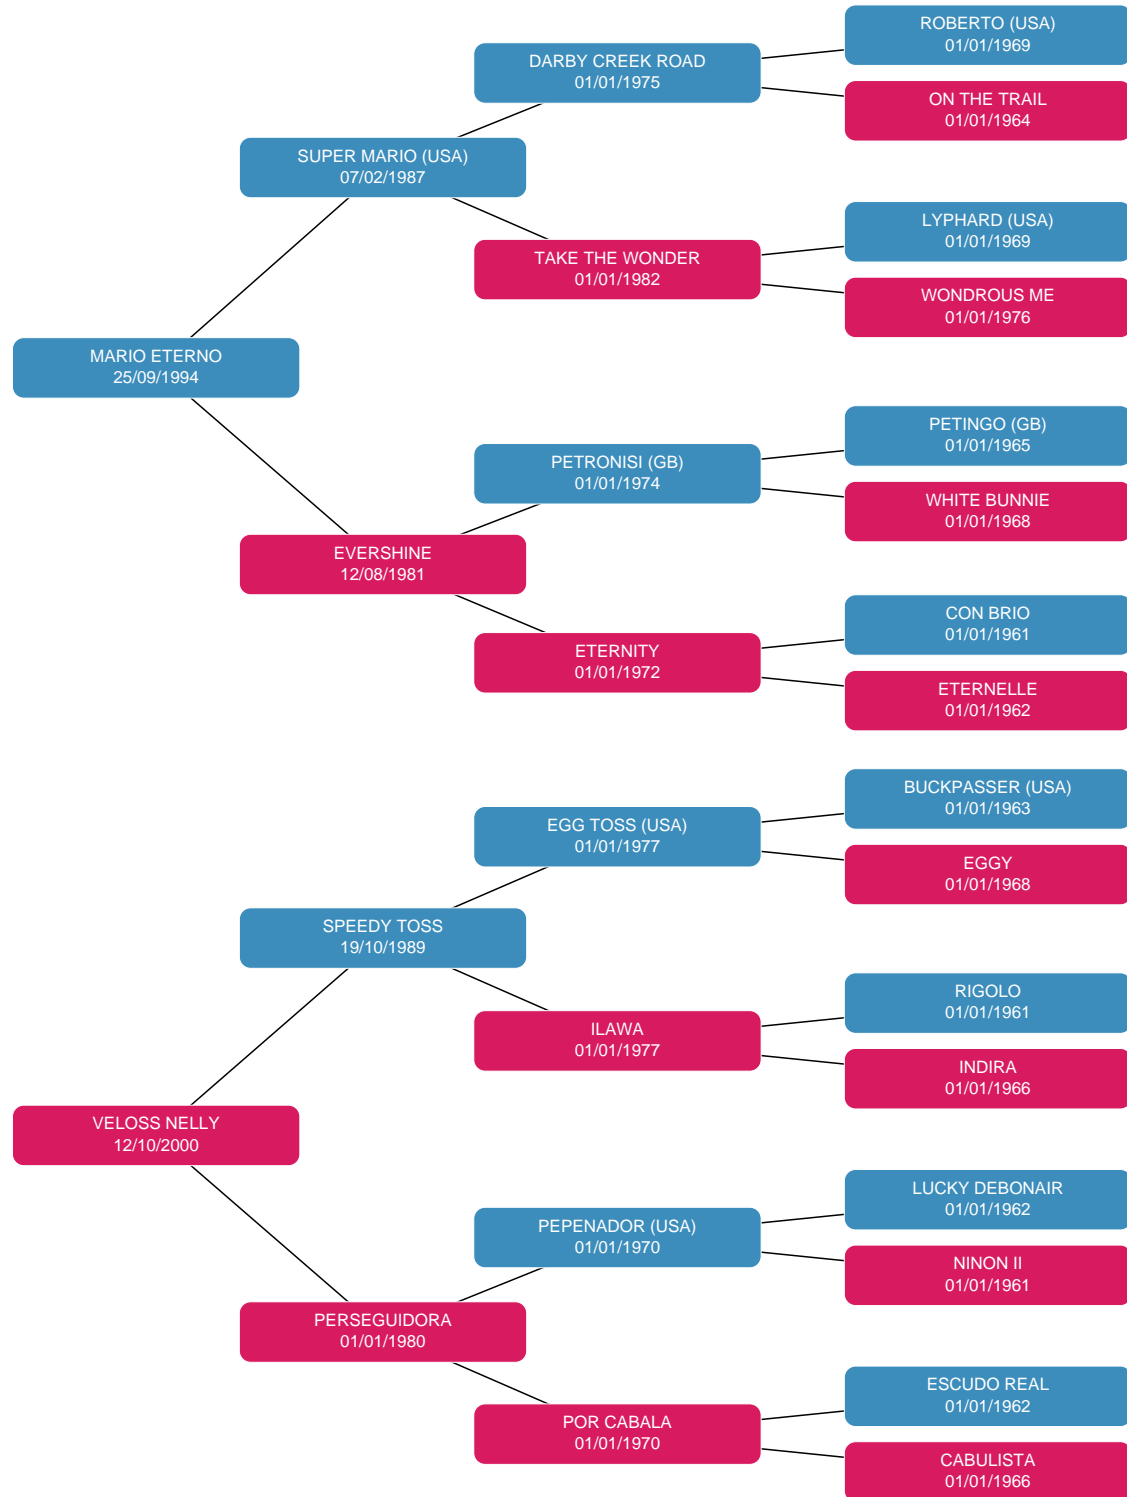 ROBERTO (USA)
01/01/1969
DARBY CREEK ROAD
01/01/1975
ON THE TRAIL
01/01/1964
SUPER MARIO (USA)
07/02/1987
LYPHARD (USA)
01/01/1969
TAKE THE WONDER
01/01/1982
WONDROUS ME
01/01/1976
MARIO ETERNO
25/09/1994
PETINGO (GB)
01/01/1965
PETRONISI (GB)
01/01/1974
WHITE BUNNIE
01/01/1968
EVERSHINE
12/08/1981
CON BRIO
01/01/1961
ETERNITY
01/01/1972
ETERNELLE
01/01/1962
BUCKPASSER (USA)
01/01/1963
EGG TOSS (USA)
01/01/1977
EGGY
01/01/1968
SPEEDY TOSS
19/10/1989
RIGOLO
01/01/1961
ILAWA
01/01/1977
INDIRA
01/01/1966
VELOSS NELLY
12/10/2000
LUCKY DEBONAIR
01/01/1962
PEPENADOR (USA)
01/01/1970
NINON II
01/01/1961
PERSEGUIDORA
01/01/1980
ESCUDO REAL
01/01/1962
POR CABALA
01/01/1970
CABULISTA
01/01/1966